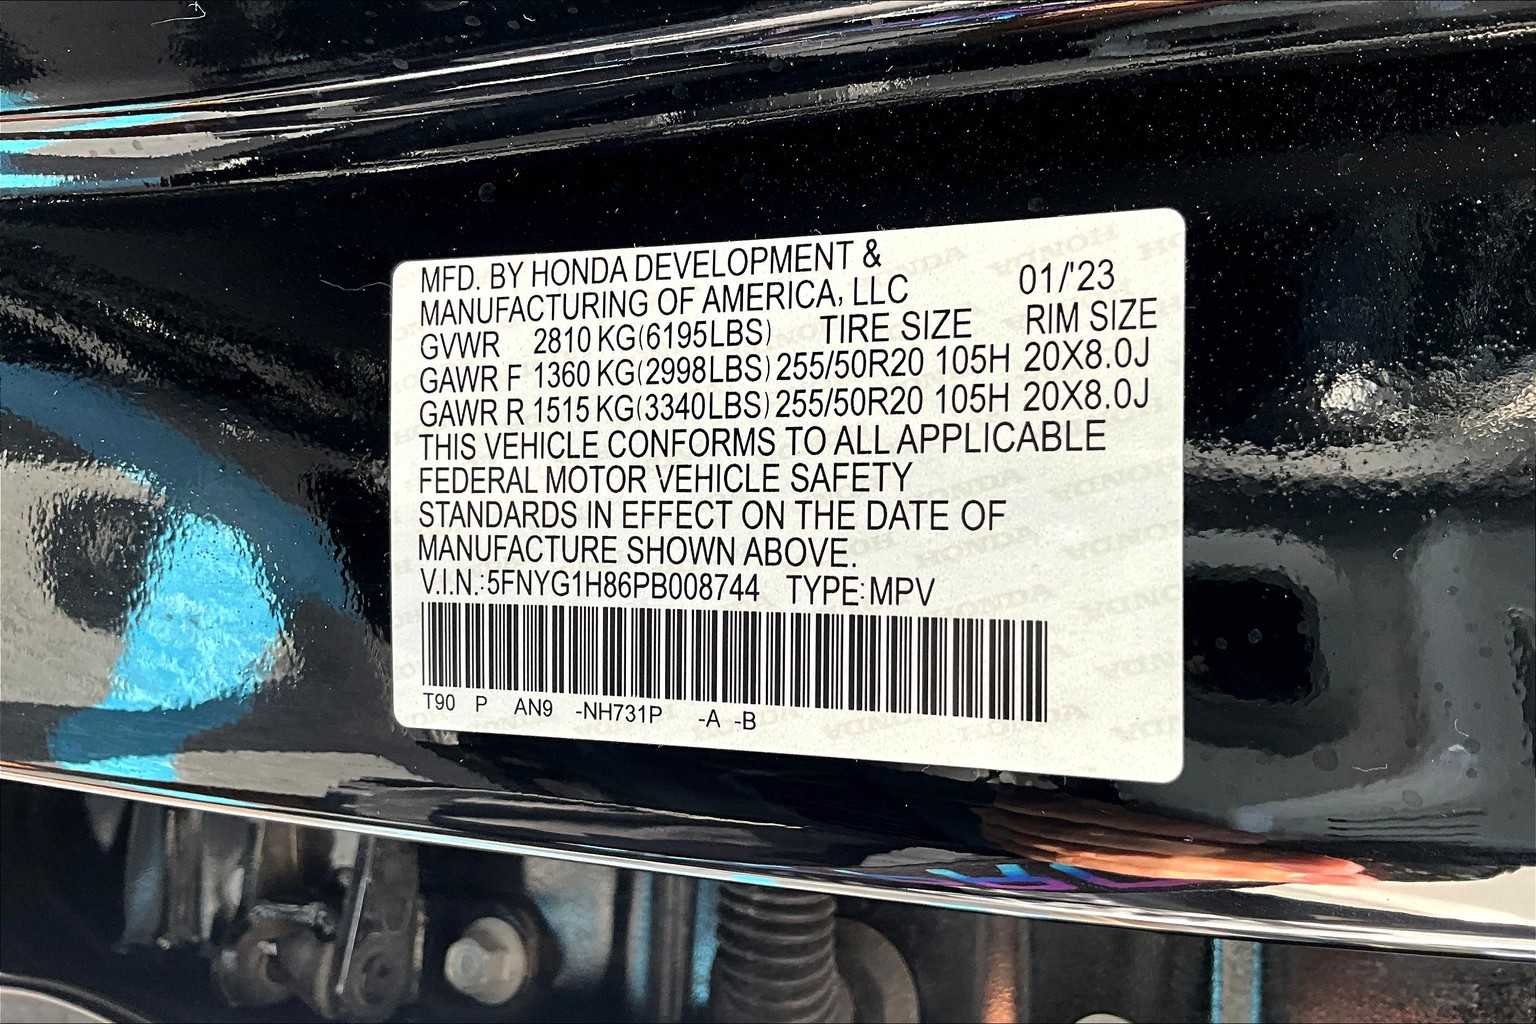 MFD. BY HONDA DEVELOPMENT &
MANUFACTURING OF AMERICA, LLC 01/'23
GVWR 2810 KG(6195LBS) TIRE SIZE RIM SIZE
GAWR F 1360 KG(2998LBS) 255/50R20 105H 20X8.0J
GAWR R 1515 KG(3340LBS) 255/50R20 105H 20X8.0J
THIS VEHICLE CONFORMS TO ALL APPLICABLE
FEDERAL MOTOR VEHICLE SAFETY
STANDARDS IN EFFECT ON THE DATE OF
MANUFACTURE SHOWN ABOVE.
V.I.N.:5FNYG1H86PB008744 TYPE:MPV
T90 P AN9 -NH731P -A -B